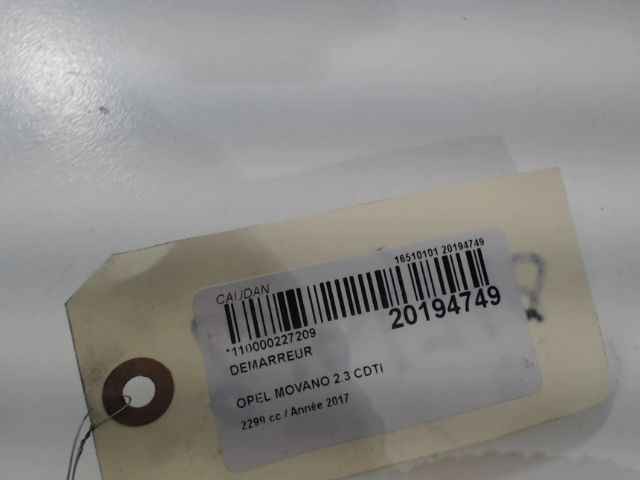 CAUDAN
16510101 20194749
*110000227209
20194749
DEMARREUR
OPEL MOVANO 2.3 CDTI
2299 cc / Année 2017